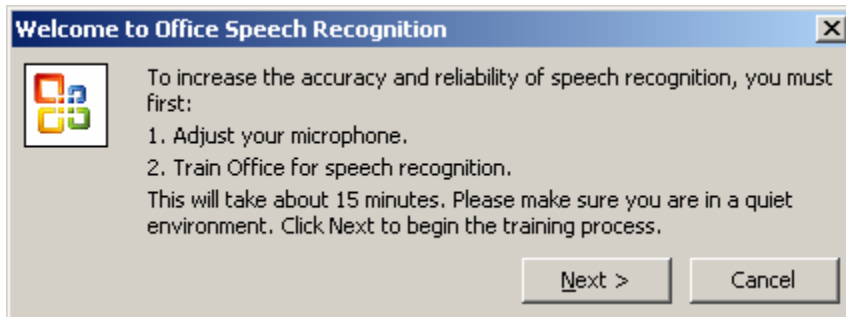 Welcome to Office Speech Recognition
To increase the accuracy and reliability of speech recognition, you must
first:
1. Adjust your microphone.
2. Train Office for speech recognition.
This will take about 15 minutes. Please make sure you are in a quiet
environment. Click Next to begin the training process.
Next >
Cancel